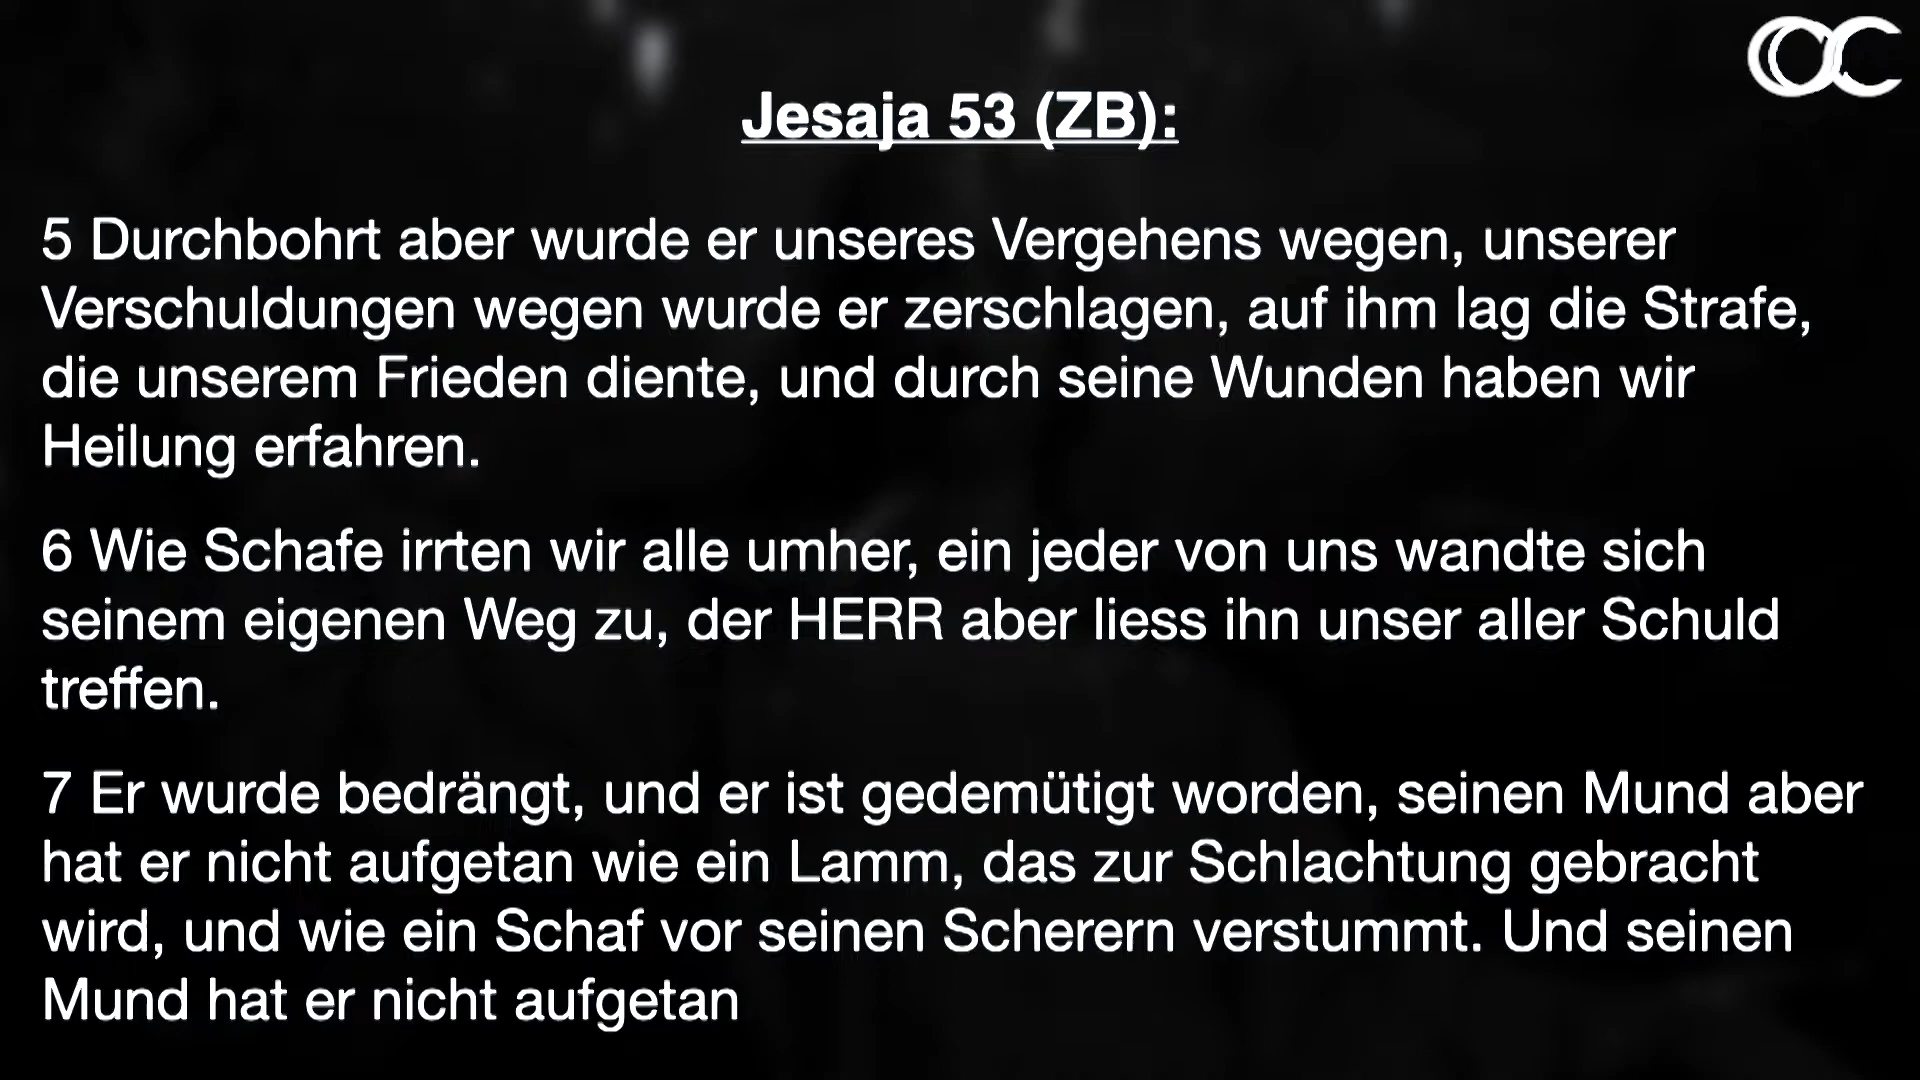 OC
Jesaja 53 (ZB):
5 Durchbohrt aber wurde er unseres Vergehens wegen, unserer
Verschuldungen wegen wurde er zerschlagen, auf ihm lag die Strafe,
die unserem Frieden diente, und durch seine Wunden haben wir
Heilung erfahren.
6 Wie Schafe irrten wir alle umher, ein jeder von uns wandte sich
seinem eigenen Weg zu, der HERR aber liess ihn unser aller Schuld
treffen.
7 Er wurde bedrängt, und er ist gedemütigt worden, seinen Mund aber
hat er nicht aufgetan wie ein Lamm, das zur Schlachtung gebracht
wird, und wie ein Schaf vor seinen Scherern verstummt. Und seinen
Mund hat er nicht aufgetan